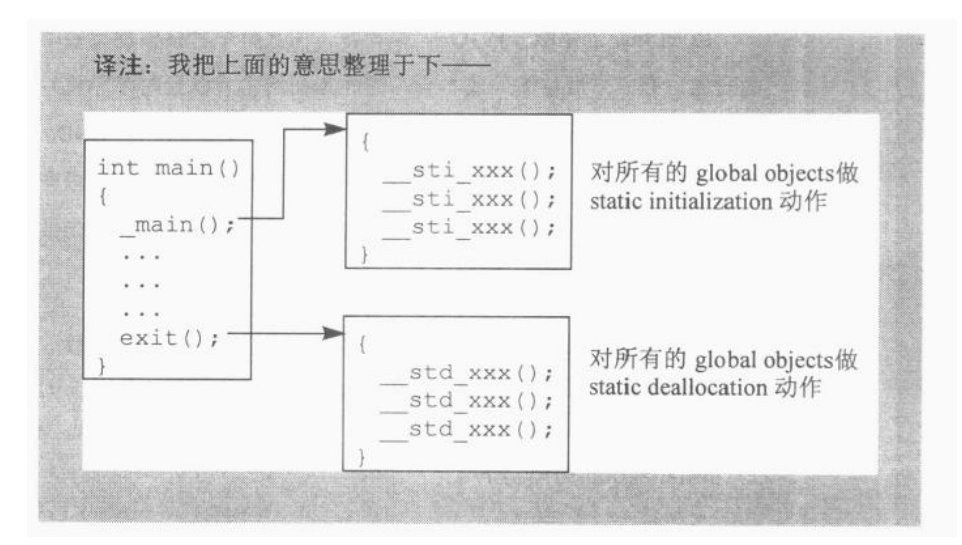 译注：我把上面的意思整理于下——
int main()
{
_main();
...
...
...
exit();
}
{
__sti_xxx();
__sti_xxx();
__sti_xxx();
}
对所有的 global objects做
static initialization 动作
{
__std_xxx();
__std_xxx();
__std_xxx();
}
对所有的 global objects做
static deallocation 动作